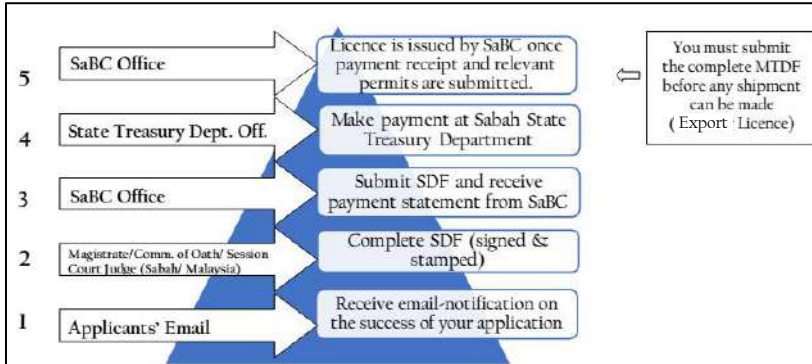 5
SaBC Office
Licence is issued by SaBC once
payment receipt and relevant
permits are submitted.
You must submit
the complete MTDF
before any shipment
can be made
( Export Licence)
4
State Treasury Dept. Off.
Make payment at Sabah State
Treasury Department
3
SaBC Office
Submit SDF and receive
payment statement from SaBC
2
Magistrate/Comm. of Oath/ Session
Court Judge (Sabah/ Malaysia)
Complete SDF (signed &
stamped)
1
Applicants' Email
Receive email-notification on
the success of your application